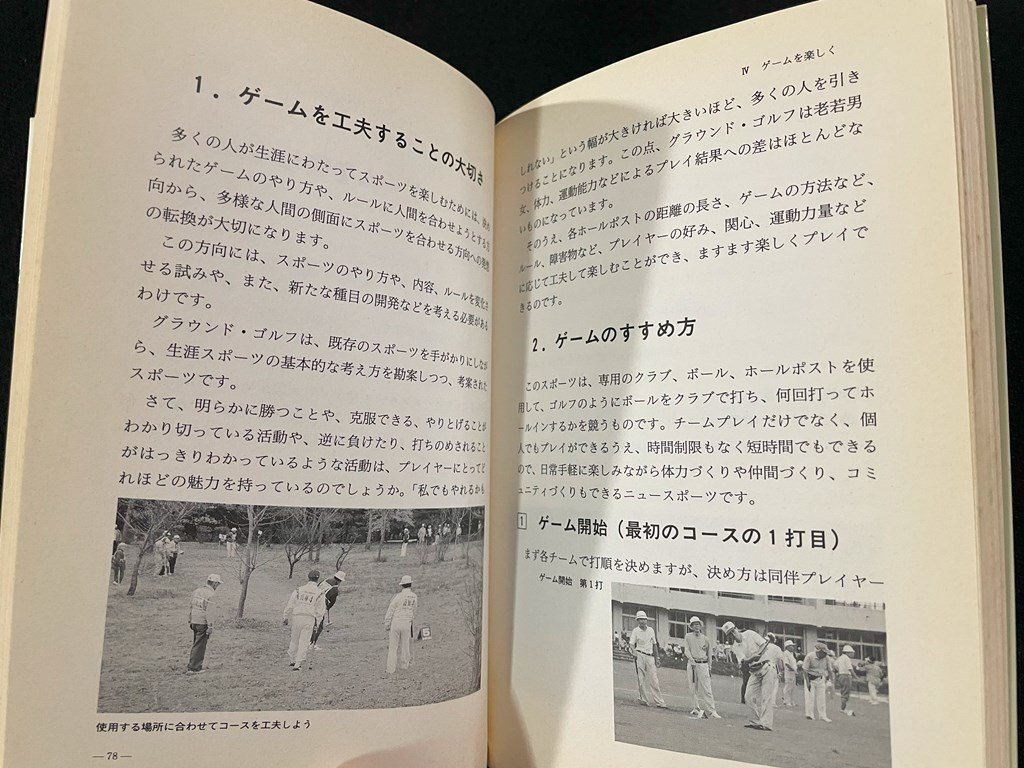 1．ゲームを工夫することの大切さ
多くの人が生涯にわたってスポーツを楽しむためには、
られたゲームのやり方や、ルールに人間を合わせようとする
向から、多様な人間の側面にスポーツを合わせる方向への
の転換が大切になります。
この方向には、スポーツのやり方や、内容、ルールを変化さ
せる試みや、また、新たな種目の開発などを考える必要がある
わけです。
グラウンド・ゴルフは、既存のスポーツを手がかりにしなが
ら、生涯スポーツの基本的な考え方を勘案しつつ、考案された
スポーツです。
さて、明らかに勝つことや、克服できる、やりとげることが
わかり切っている活動や、逆に負けたり、打ちのめされること
がはっきりわかっているような活動は、プレイヤーにとってど
れほどの魅力を持っているのでしょうか。「私でもやれるかも
使用する場所に合わせてコースを工夫しよう
―78―
Ⅳ　ゲームを楽しく
しれない」という幅が大きければ大きいほど、多くの人を引き
つけることになります。この点、グラウンド・ゴルフは老若男
女、体力、運動能力などによるプレイ結果への差はほとんどな
いものになっています。
そのうえ、各ホールポストの距離の長さ、ゲームの方法など、
ルール、障害物など、プレイヤーの好み、関心、運動力量など
に応じて工夫して楽しむことができ、ますます楽しくプレイで
きるのです。
2．ゲームのすすめ方
このスポーツは、専用のクラブ、ボール、ホールポストを使
用して、ゴルフのようにボールをクラブで打ち、何回打ってホ
ールインするかを競うものです。チームプレイだけでなく、個
人でもプレイができるうえ、時間制限もなく短時間でもできる
ので、日常手軽に楽しみながら体力づくりや仲間づくり、コミ
ュニティづくりもできるニュースポーツです。
1　ゲーム開始（最初のコースの1打目）
まず各チームで打順を決めますが、決め方は同伴プレイヤー
ゲーム開始　第1打